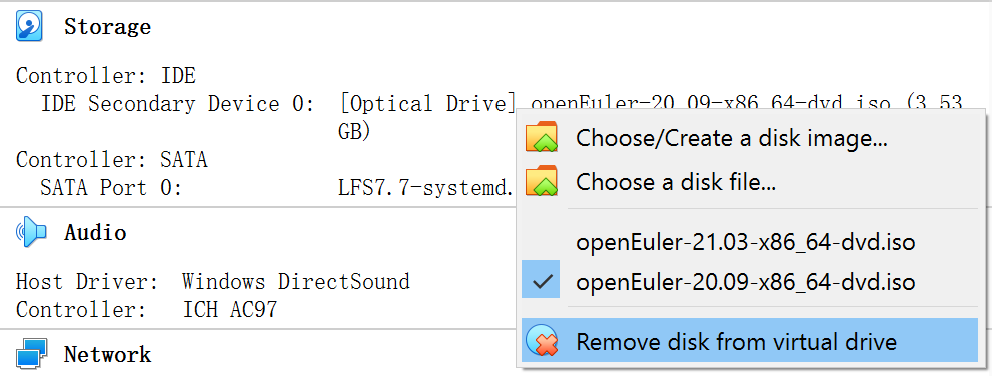 Storage
Controller: IDE
IDE Secondary Device 0: [Optical Drive] openEuler-20.09-x86_64-dvd.iso (3.53
GB)
Controller: SATA
SATA Port 0: LFS7.7-systemd.
Choose/Create a disk image...
Choose a disk file...
openEuler-21.03-x86_64-dvd.iso
openEuler-20.09-x86_64-dvd.iso
Remove disk from virtual drive
Audio
Host Driver: Windows DirectSound
Controller: ICH AC97
Network